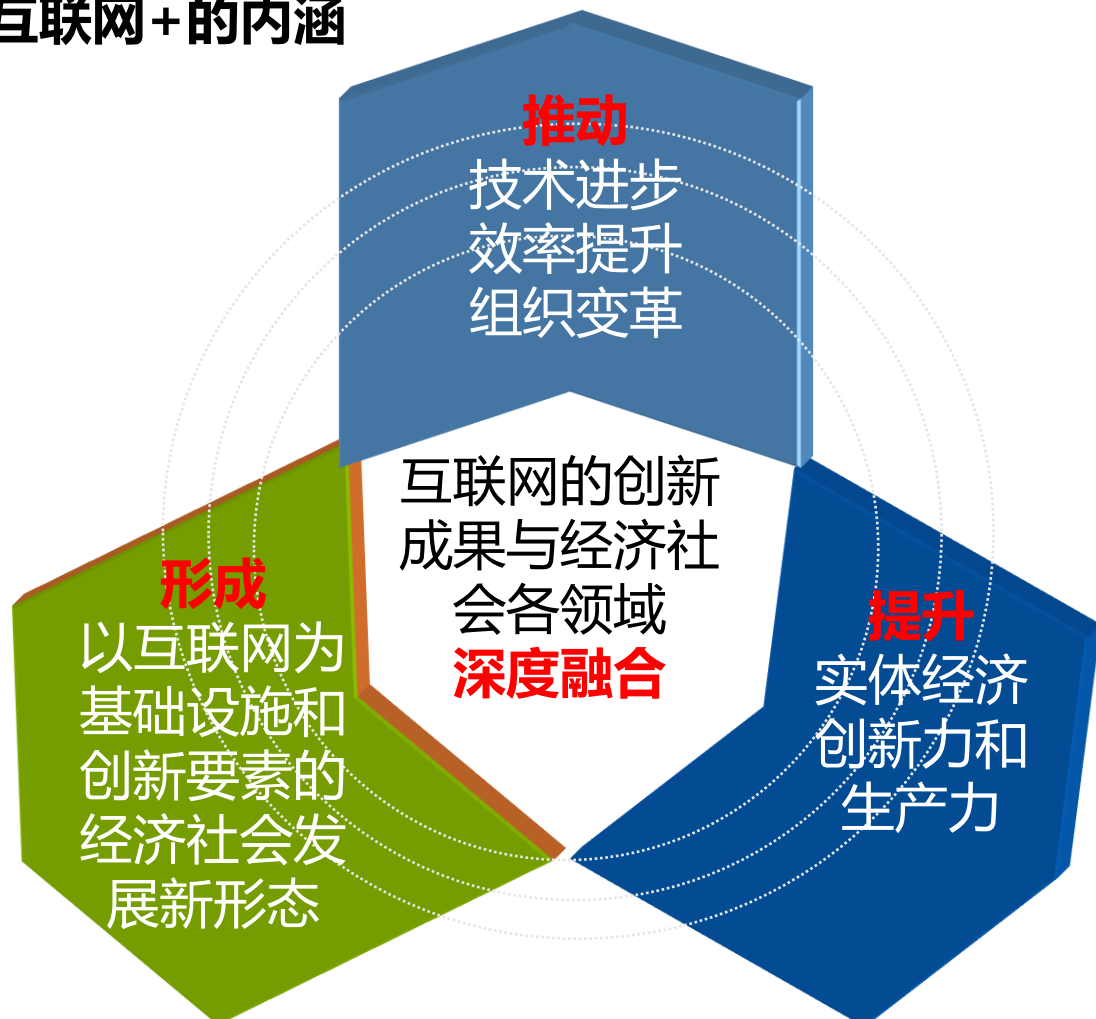 互联网+的内涵
推动
技术进步
效率提升
组织变革
互联网的创新
成果与经济社
会各领域
深度融合
形成
以互联网为
基础设施和
创新要素的
经济社会发
展新形态
提升
实体经济
创新力和
生产力